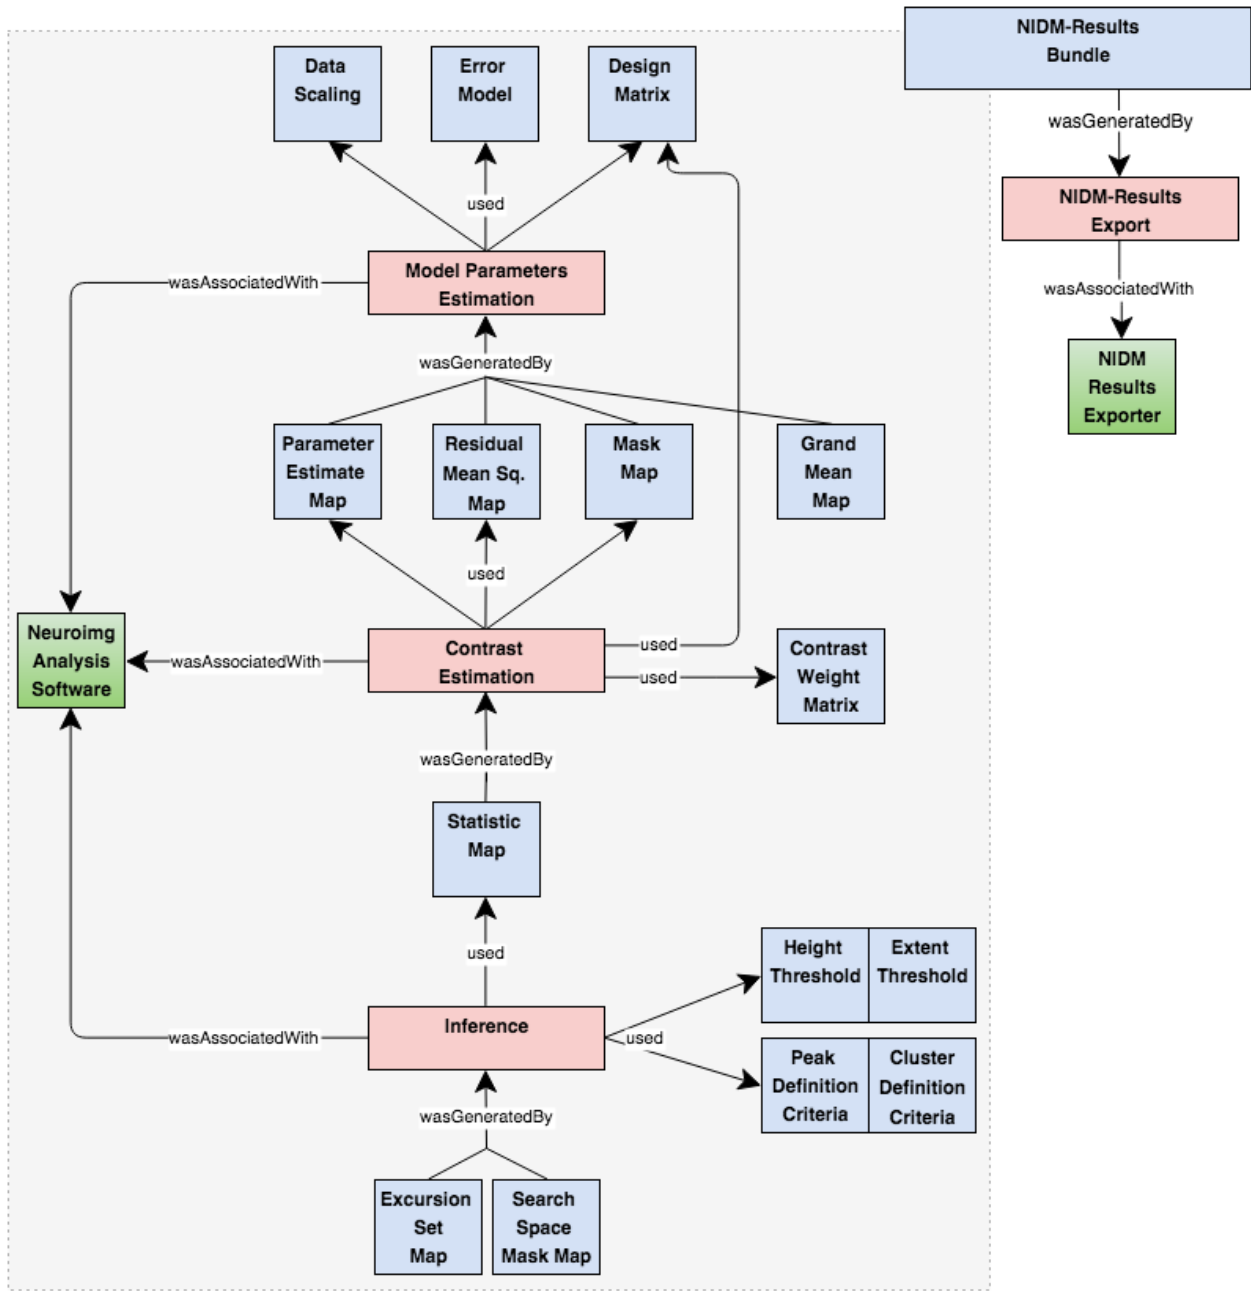 NIDM-Results
Bundle
wasGeneratedBy
NIDM-Results
Export
wasAssociatedWith
NIDM
Results
Exporter
Data
Scaling
Error
Model
Design
Matrix
used
Model Parameters
Estimation
wasAssociatedWith
wasGeneratedBy
Parameter
Estimate
Map
Residual
Mean Sq.
Map
Mask
Map
Grand
Mean
Map
used
Neuroimg
Analysis
Software
wasAssociatedWith
Contrast
Estimation
used
used
Contrast
Weight
Matrix
wasGeneratedBy
Statistic
Map
used
Height
Threshold
Extent
Threshold
wasAssociatedWith
Inference
used
Peak
Definition
Criteria
Cluster
Definition
Criteria
wasGeneratedBy
Excursion
Set
Map
Search
Space
Mask Map